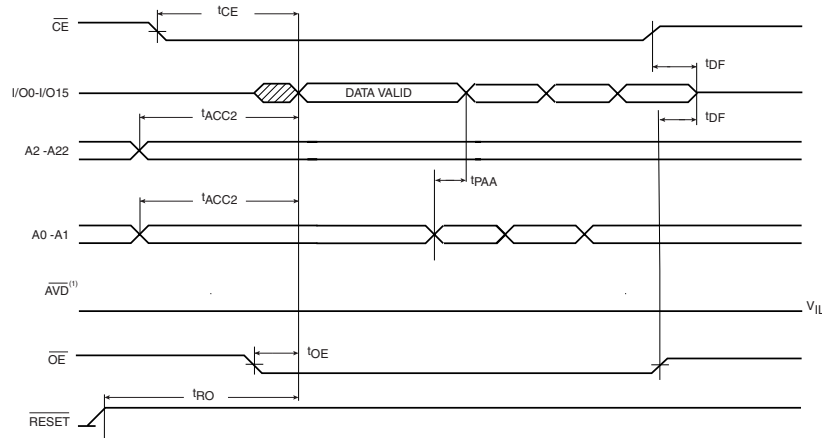 tCE
CE
tDF
I/O0-I/O15
DATA VALID
tACC2
tDF
A2 -A22
tPAA
tACC2
A0 -A1
AVD(1)
VIL
OE
tOE
tRO
RESET